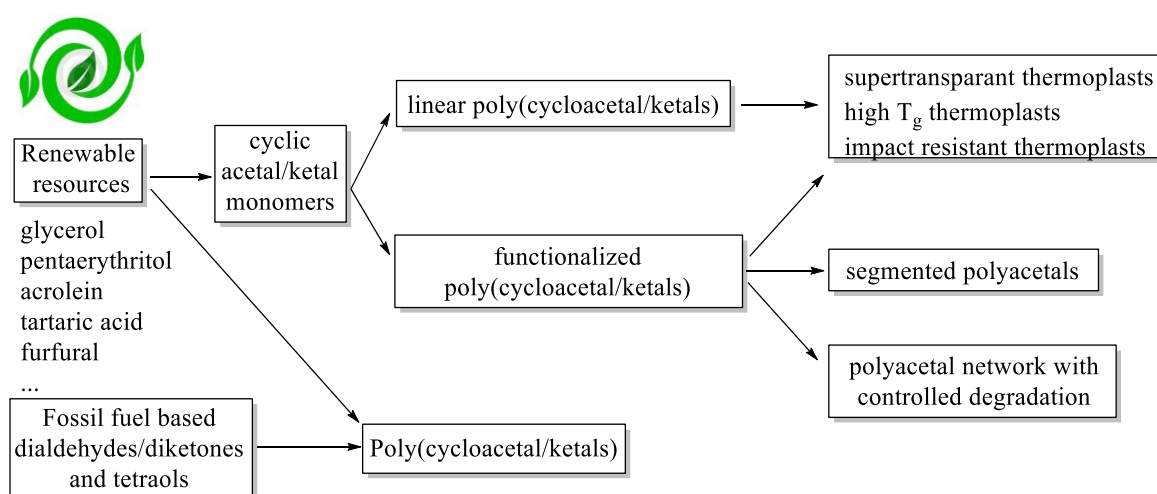 Renewable
resources
glycerol
pentaerythritol
acrolein
tartaric acid
furfural
...
Fossil fuel based
dialdehydes/diketones
and tetraols
cyclic
acetal/ketal
monomers
linear poly(cycloacetal/ketals)
functionalized
poly(cycloacetal/ketals)
Poly(cycloacetal/ketals)
supertransparant thermoplasts
high Tg thermoplasts
impact resistant thermoplasts
segmented polyacetals
polyacetal network with
controlled degradation